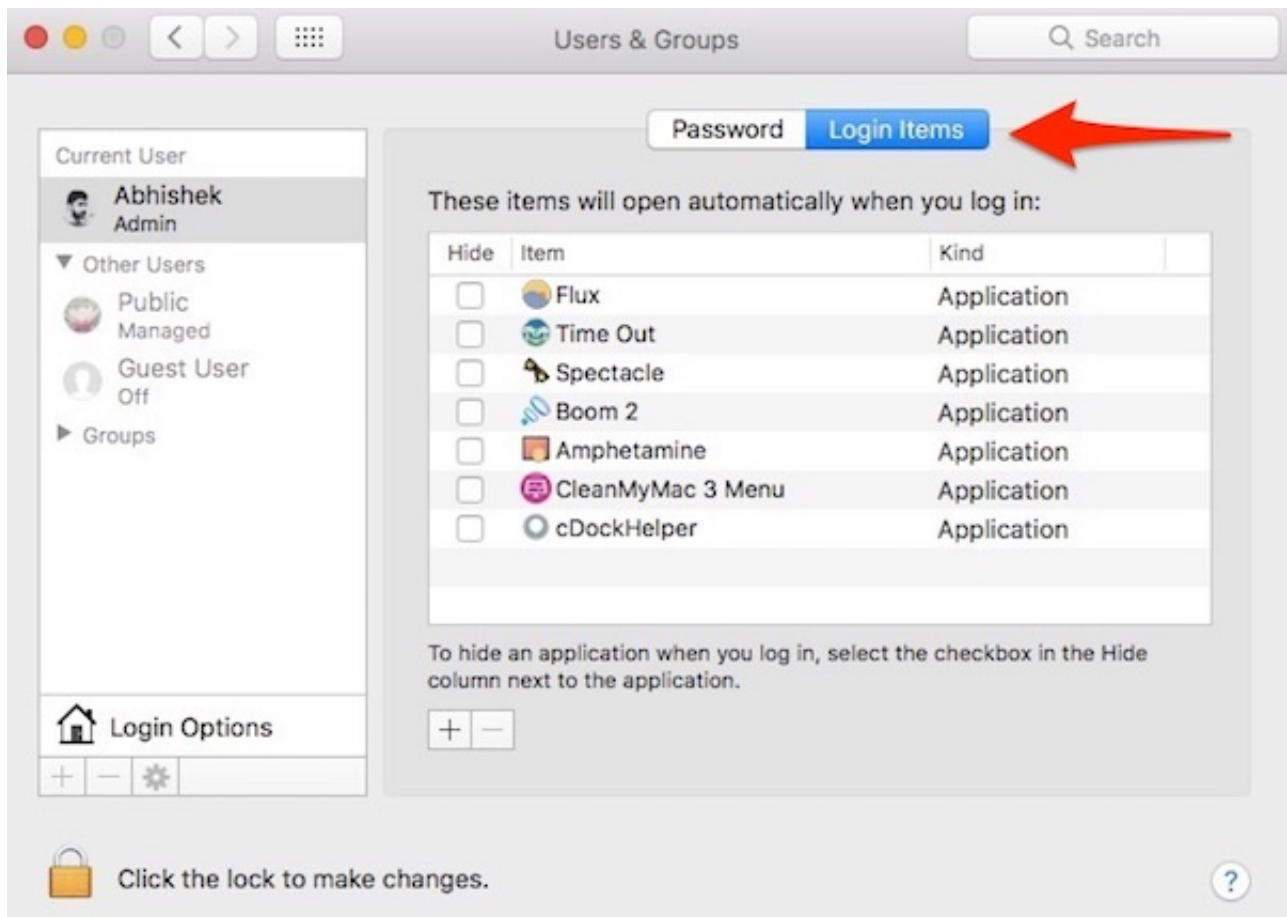 Users & Groups
Search
Password
Login Items
Current User
Abhishek
Admin
Other Users
Public
Managed
Guest User
Off
Groups
Login Options
These items will open automatically when you log in:
Hide Item Kind
Flux Application
Time Out Application
Spectacle Application
Boom 2 Application
Amphetamine Application
CleanMyMac 3 Menu Application
cDockHelper Application
To hide an application when you log in, select the checkbox in the Hide
column next to the application.
Click the lock to make changes.
?